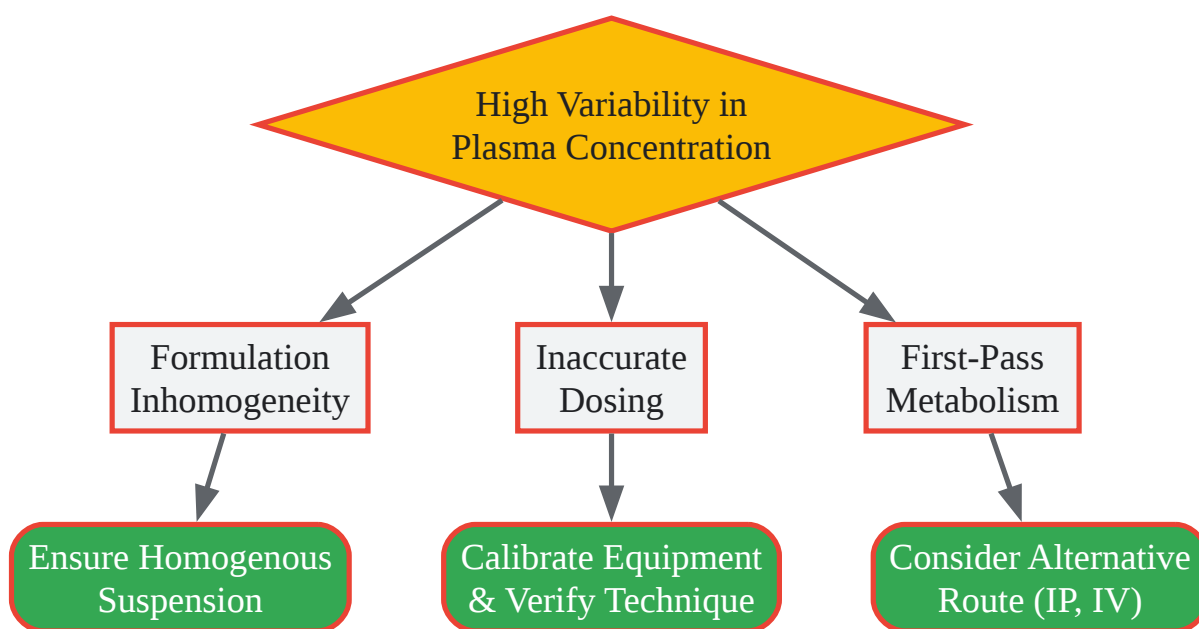 High Variability in
Plasma Concentration
Formulation
Inhomogeneity
Inaccurate
Dosing
First-Pass
Metabolism
Ensure Homogenous
Suspension
Calibrate Equipment
& Verify Technique
Consider Alternative
Route (IP, IV)